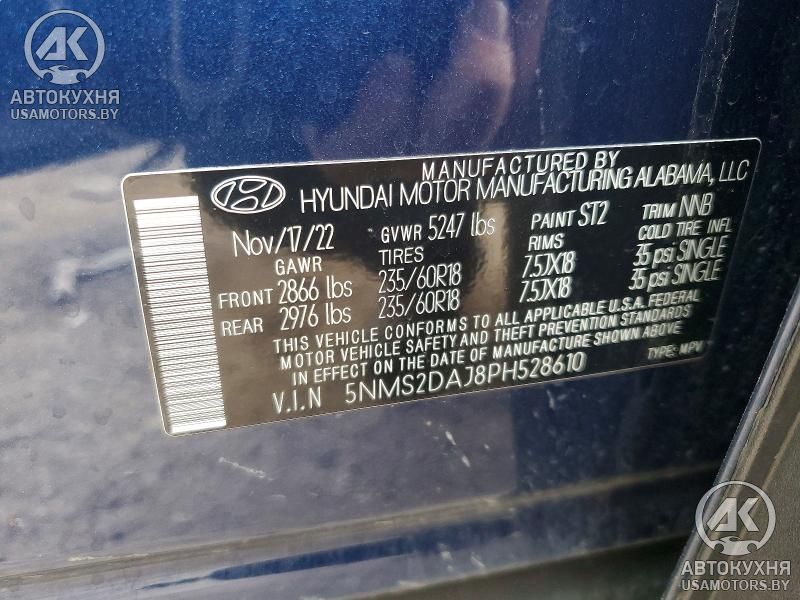 AK
АВТОКУХНЯ
USAMOTORS.BY
MANUFACTURED BY
HYUNDAI MOTOR MANUFACTURING ALABAMA, LLC
Nov/17/22 GVWR 5247 lbs PAINT ST2 TRIM NNB
GAWR TIRES RIMS COLD TIRE INFL
FRONT 2866 lbs 235/60R18 7.5JX18 35 psi SINGLE
REAR 2976 lbs 235/60R18 7.5JX18 35 psi SINGLE
THIS VEHICLE CONFORMS TO ALL APPLICABLE U.S.A. FEDERAL
MOTOR VEHICLE SAFETY AND THEFT PREVENTION STANDARDS
IN EFFECT ON THE DATE OF MANUFACTURE SHOWN ABOVE
V.I.N 5NMS2DAJ8PH528610 TYPE: MPV
AK
АВТОКУХНЯ
USAMOTORS.BY